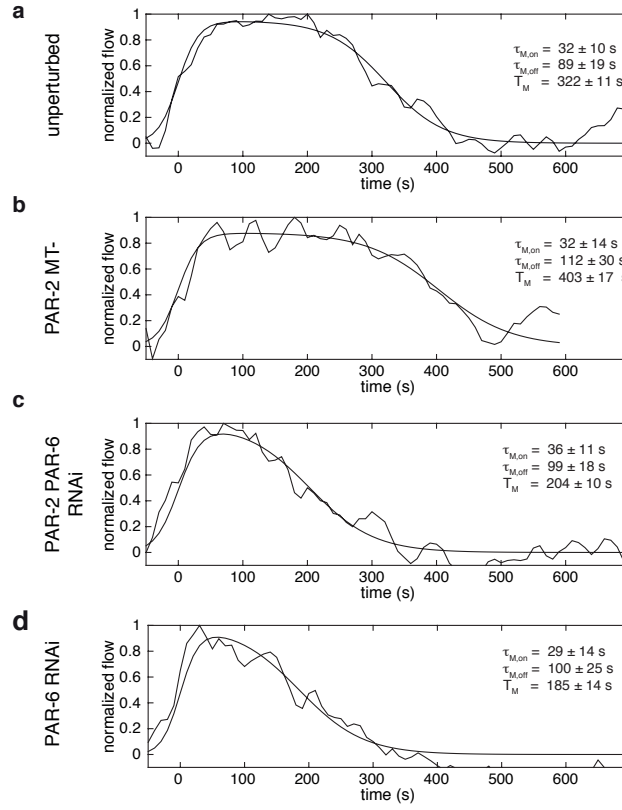 a
unperturbed
normalized flow
1
0.8
0.6
0.4
0.2
0
τM,on = 32 ± 10 s
τM,off = 89 ± 19 s
TM = 322 ± 11 s
0 100 200 300 400 500 600
time (s)
b
PAR-2 MT-
normalized flow
1
0.8
0.6
0.4
0.2
0
τM,on = 32 ± 14 s
τM,off = 112 ± 30 s
TM = 403 ± 17 s
0 100 200 300 400 500 600
time (s)
c
PAR-2 PAR-6
RNAi
normalized flow
1
0.8
0.6
0.4
0.2
0
τM,on = 36 ± 11 s
τM,off = 99 ± 18 s
TM = 204 ± 10 s
0 100 200 300 400 500 600
time (s)
d
PAR-6 RNAi
normalized flow
1
0.8
0.6
0.4
0.2
0
τM,on = 29 ± 14 s
τM,off = 100 ± 25 s
TM = 185 ± 14 s
0 100 200 300 400 500 600
time (s)